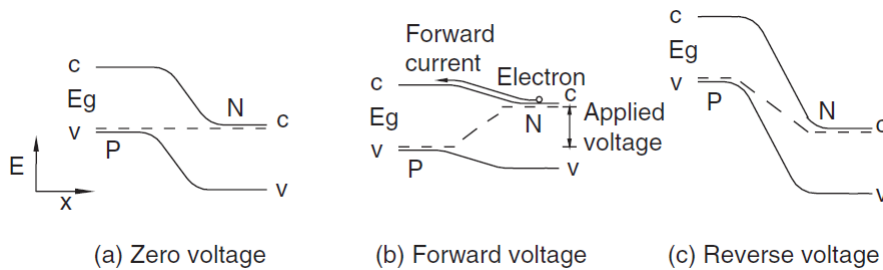 c
Eg
v
P
N
c
v
E
x
(a) Zero voltage
Forward
current
Electron
c
c
Eg
N
Applied
voltage
v
P
v
(b) Forward voltage
c
Eg
v
P
N
c
v
(c) Reverse voltage